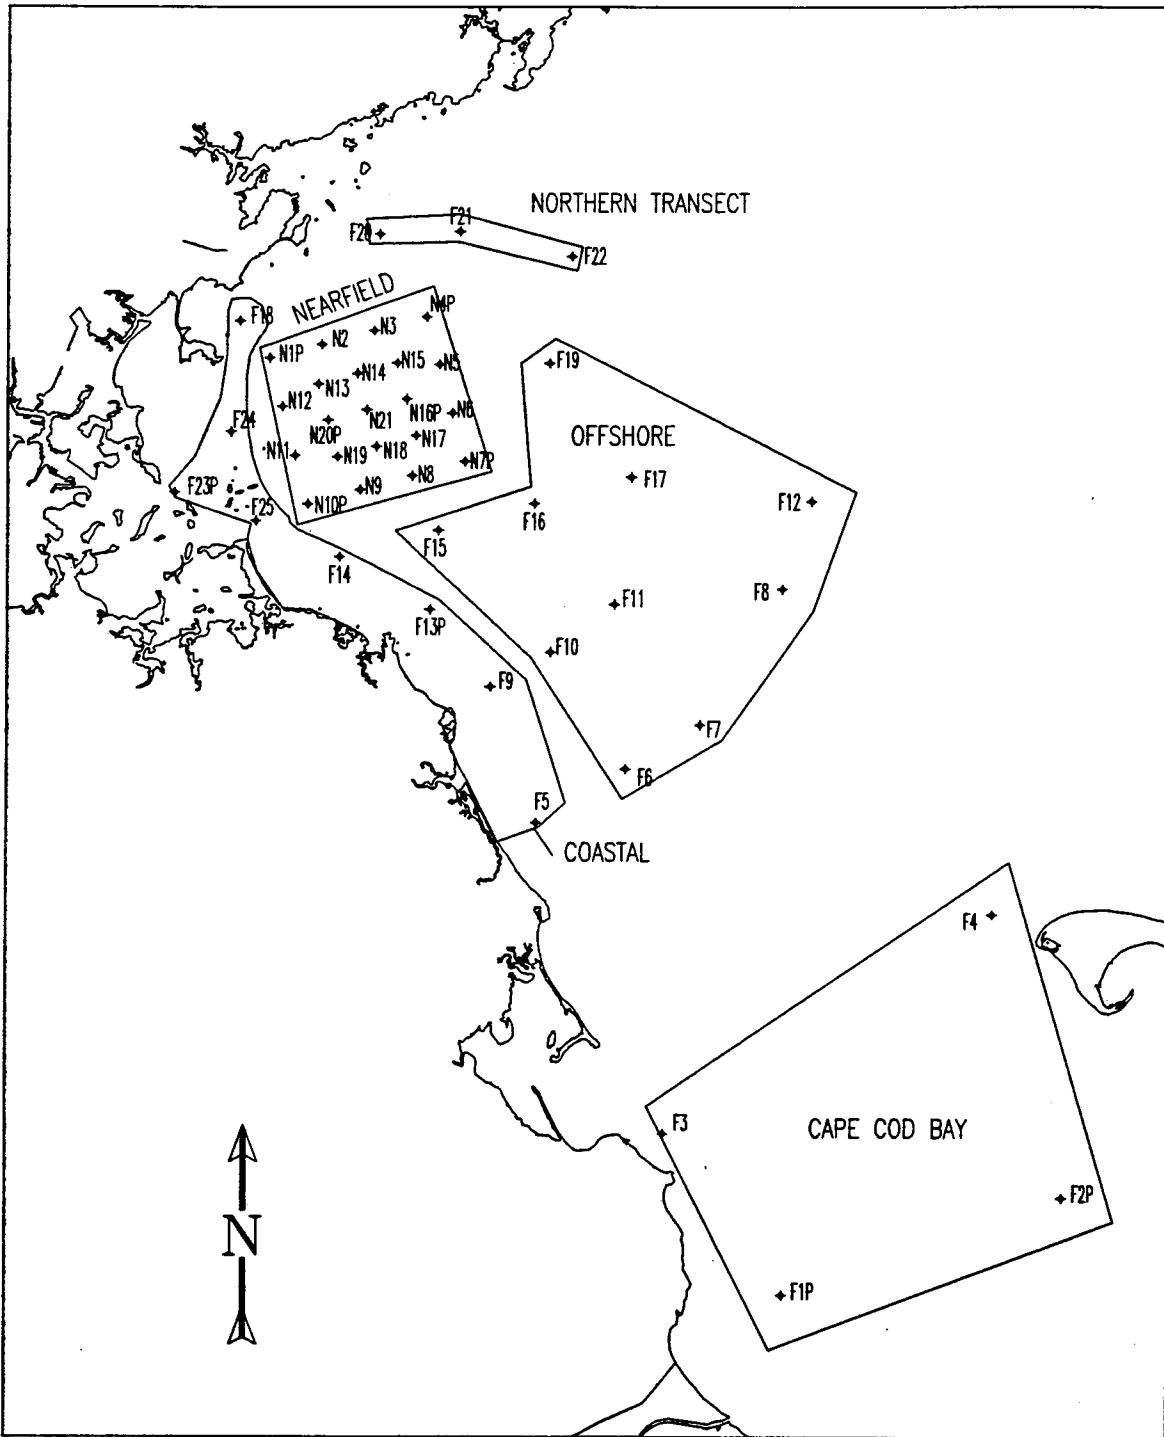 NORTHERN TRANSECT
F20
F21
F22
NEARFIELD
F18
N1P
N2
N3
N4P
N5
N15
N14
N13
N12
N16P
N6
N21
N20P
N17
N18
N19
N11
N7P
N8
N9
N10P
F24
F23P
F25
F19
OFFSHORE
F17
F12
F16
F15
F14
F13P
F11
F8
F10
F9
F7
F6
F5
COASTAL
F4
F3
CAPE COD BAY
F2P
F1P
N